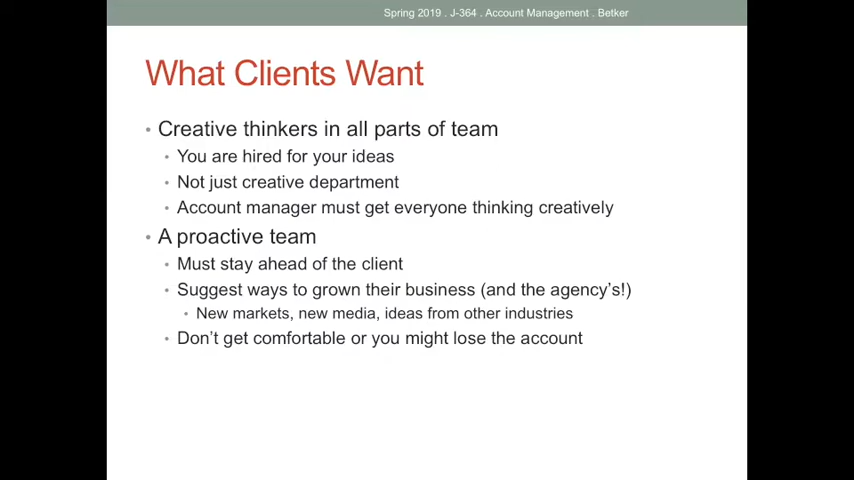 Spring 2019 . J-364 . Account Management . Betker
What Clients Want
• Creative thinkers in all parts of team
• You are hired for your ideas
• Not just creative department
• Account manager must get everyone thinking creatively
• A proactive team
• Must stay ahead of the client
• Suggest ways to grown their business (and the agency’s!)
• New markets, new media, ideas from other industries
• Don’t get comfortable or you might lose the account